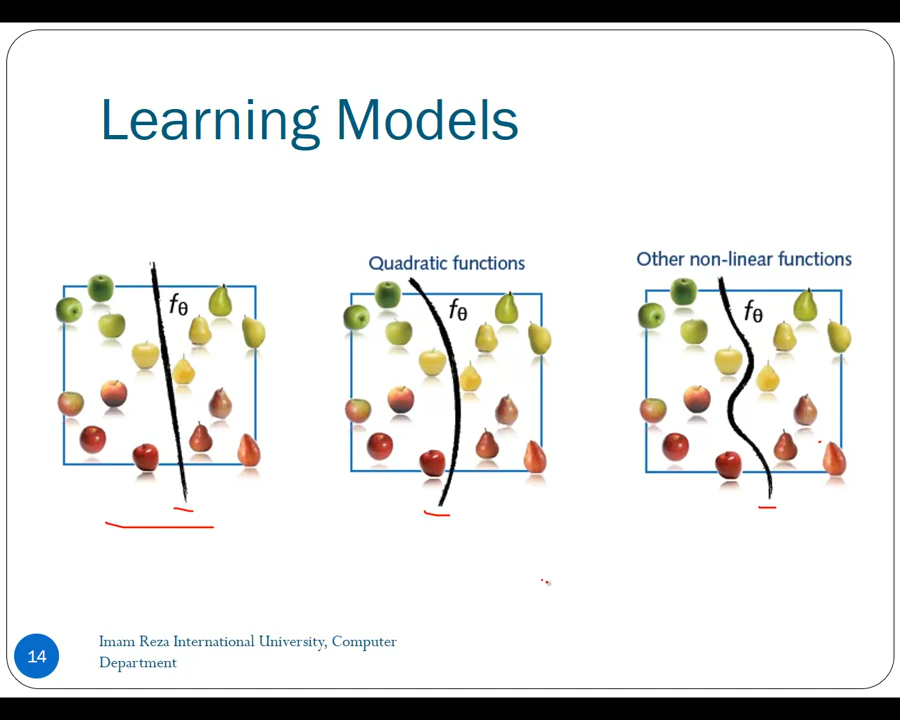 Learning Models
Quadratic functions
Other non-linear functions
fθ
fθ
fθ
Imam Reza International University, Computer
Department
14